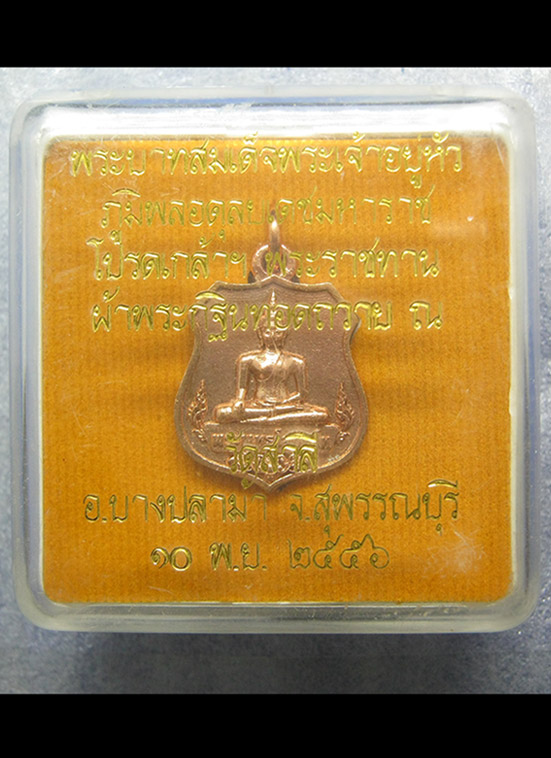 พระบาทสมเด็จพระเจ้าอยู่หัว
ภูมิพลอดุลยเดชมหาราช
โปรดเกล้าฯ พระราชทาน
ผ้าพระกฐินทอดถวาย ณ
อ.บางปลาม้า จ.สุพรรณบุรี
๑๐ พ.ย. ๒๕๕๖